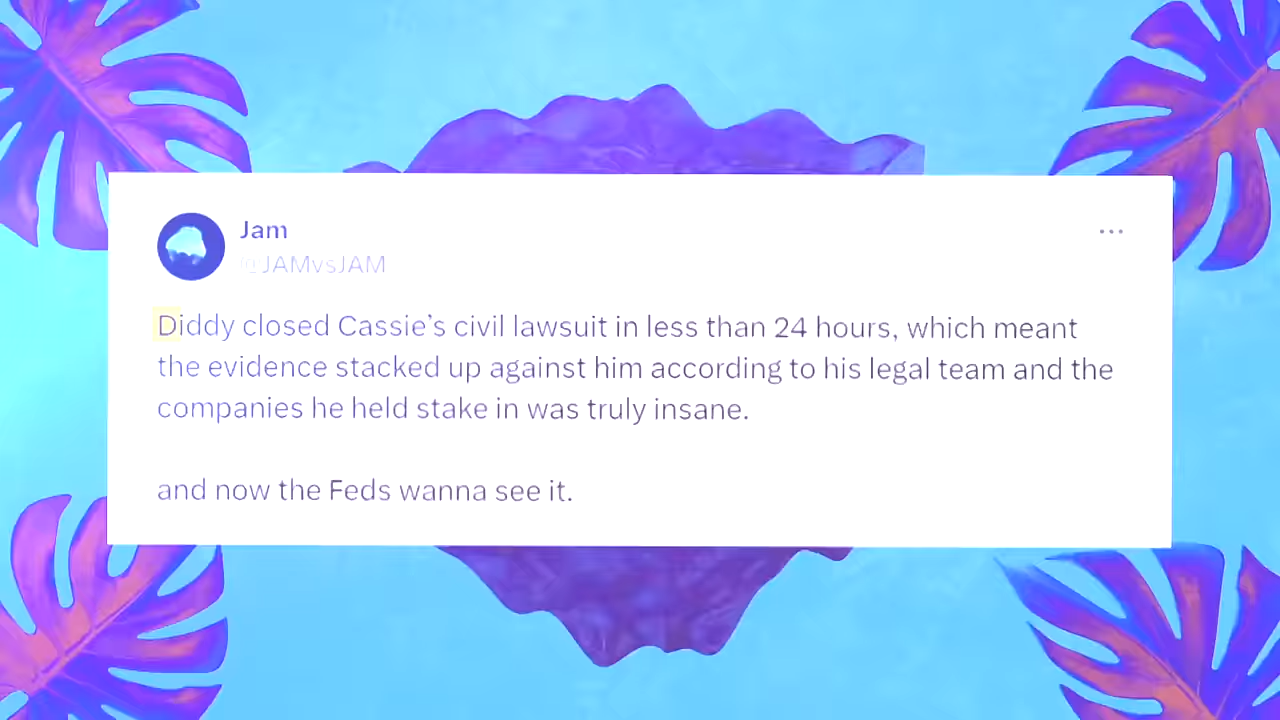 Jam
@JAMvsJAM
Diddy closed Cassie’s civil lawsuit in less than 24 hours, which meant
the evidence stacked up against him according to his legal team and the
companies he held stake in was truly insane.
and now the Feds wanna see it.